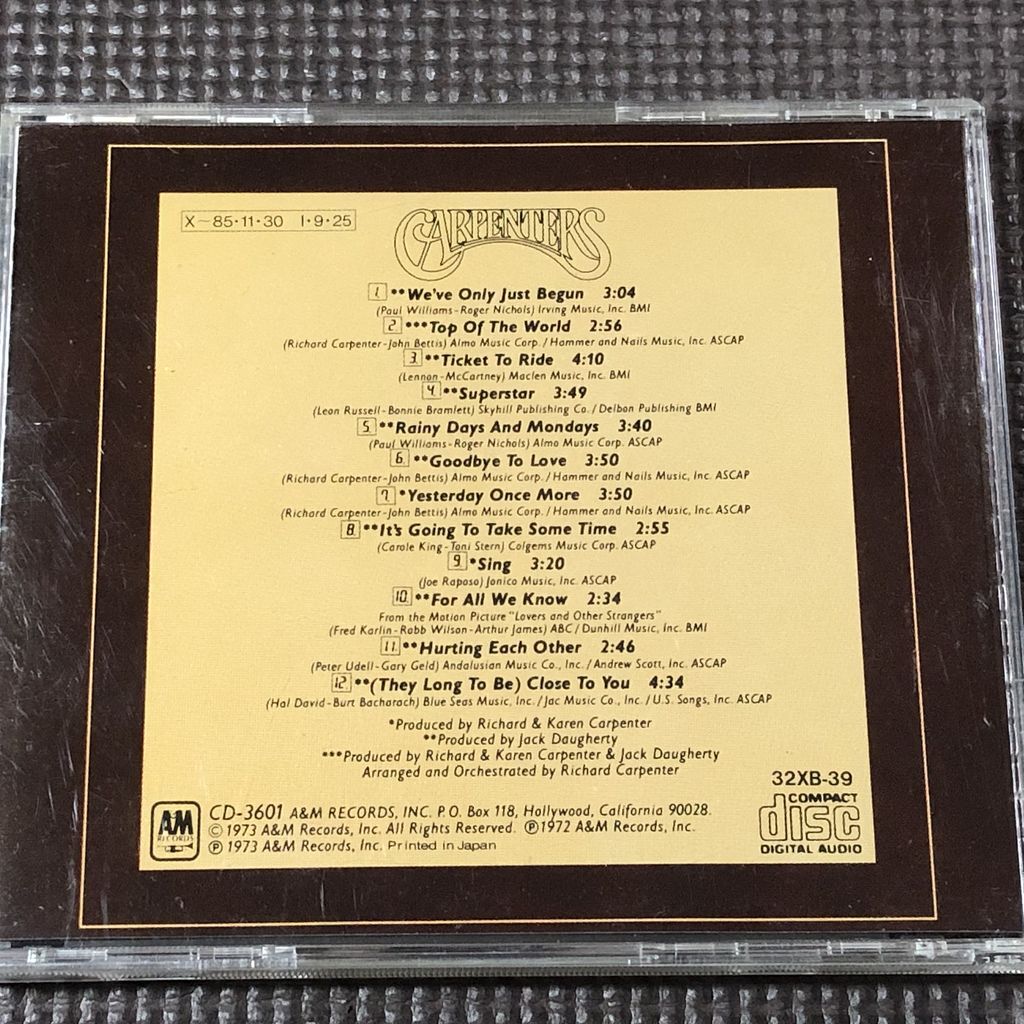 X-85·11·30 1·9·25
CARPENTERS
1. **We've Only Just Begun 3:04
(Paul Williams-Roger Nichols) Irving Music, Inc. BMI
2. ***Top Of The World 2:56
(Richard Carpenter-John Bettis) Almo Music Corp./Hammer and Nails Music, Inc. ASCAP
3. **Ticket To Ride 4:10
(Lennon-McCartney) Maclen Music, Inc. BMI
4. **Superstar 3:49
(Leon Russell-Bonnie Bramlett) Skyhill Publishing Co./Delbon Publishing BMI
5. **Rainy Days And Mondays 3:40
(Paul Williams-Roger Nichols) Almo Music Corp. ASCAP
6. **Goodbye To Love 3:50
(Richard Carpenter-John Bettis) Almo Music Corp./Hammer and Nails Music, Inc. ASCAP
7. *Yesterday Once More 3:50
(Richard Carpenter-John Bettis) Almo Music Corp./Hammer and Nails Music, Inc. ASCAP
8. **It's Going To Take Some Time 2:55
(Carole King-Toni Stern) Colgems Music Corp. ASCAP
9. *Sing 3:20
(Joe Raposo) Jonico Music, Inc. ASCAP
10. **For All We Know 2:34
From the Motion Picture "Lovers and Other Strangers"
(Fred Karlin-Robb Wilson-Arthur James) ABC/Dunhill Music, Inc. BMI
11. **Hurting Each Other 2:46
(Peter Udell-Gary Geld) Andalusian Music Co., Inc./Andrew Scott, Inc. ASCAP
12. **(They Long To Be) Close To You 4:34
(Hal David-Burt Bacharach) Blue Seas Music, Inc./Jac Music Co., Inc./U.S. Songs, Inc. ASCAP
*Produced by Richard & Karen Carpenter
**Produced by Jack Daugherty
***Produced by Richard & Karen Carpenter & Jack Daugherty
Arranged and Orchestrated by Richard Carpenter
32XB-39
COMPACT
disc
DIGITAL AUDIO
AM
RECORDS
CD-3601 A&M RECORDS, INC. P.O. Box 118, Hollywood, California 90028.
© 1973 A&M Records, Inc. All Rights Reserved. ℗1972 A&M Records, Inc.
℗ 1973 A&M Records, Inc. Printed in Japan